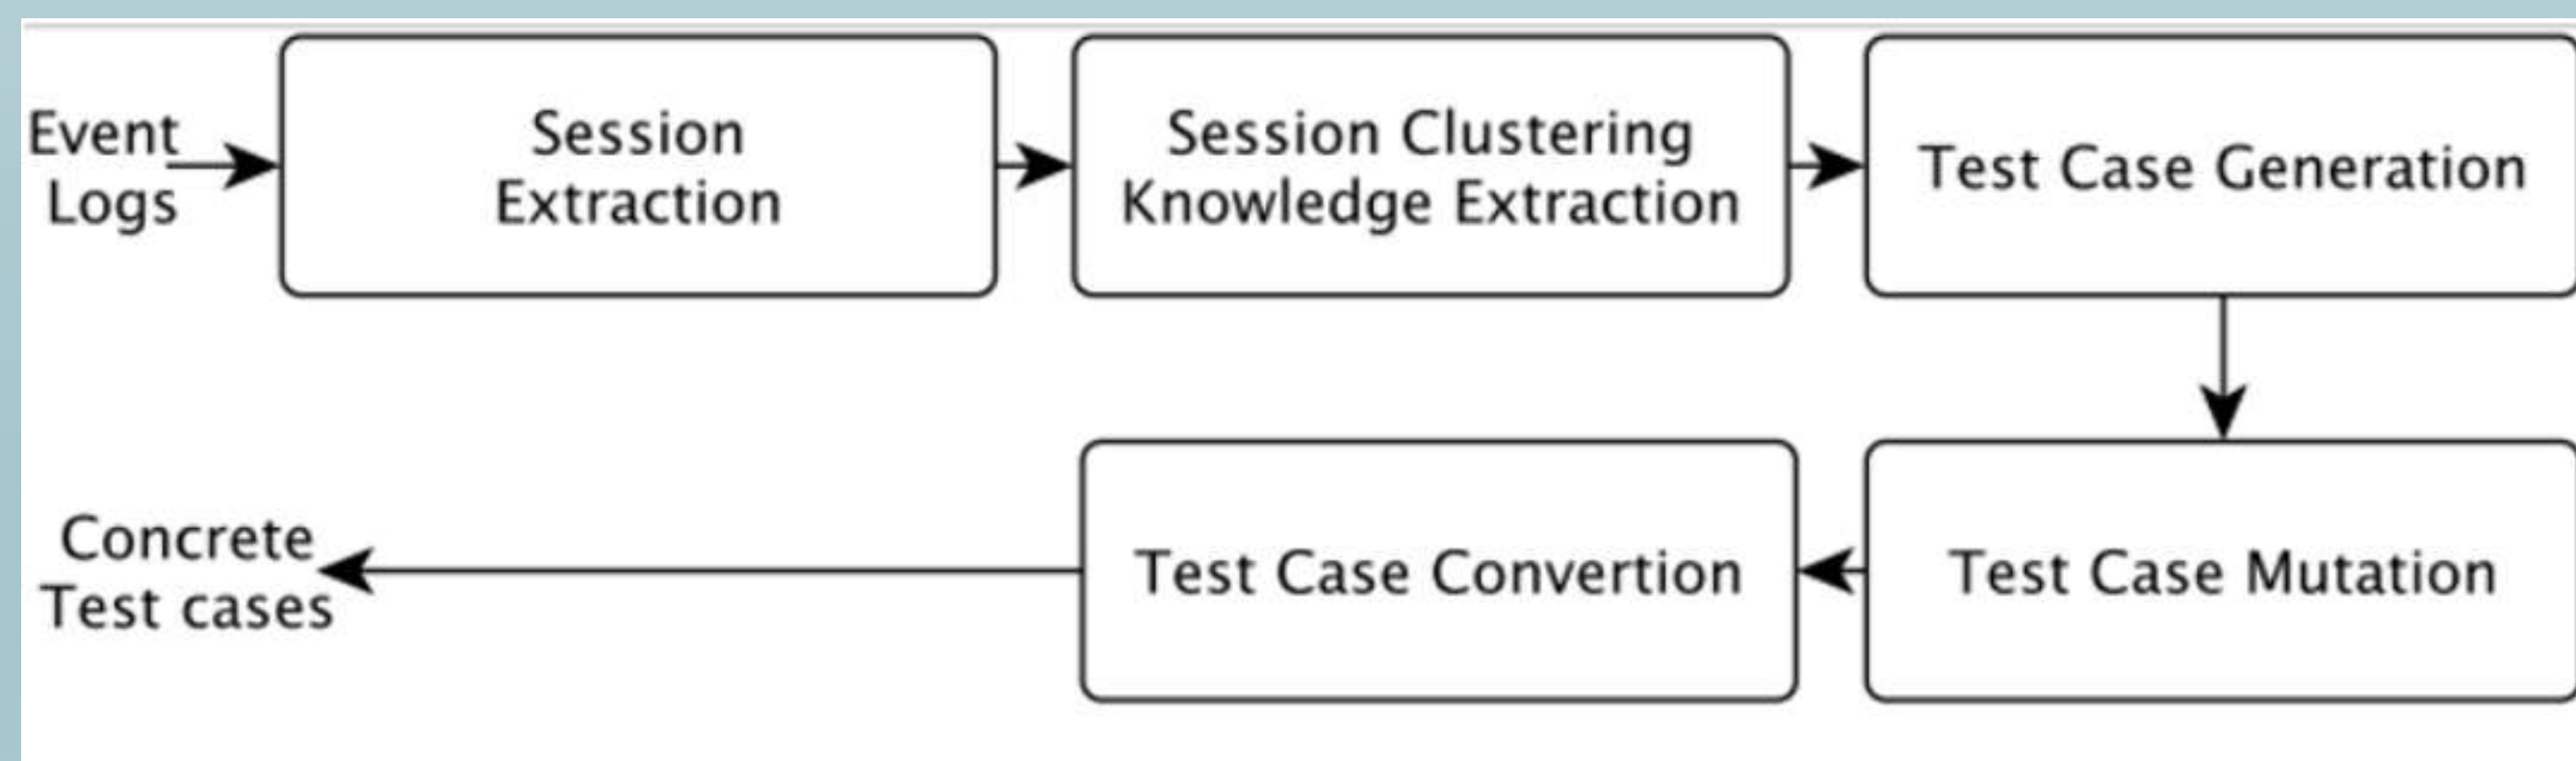 Event
Logs
Session
Extraction
Session Clustering
Knowledge Extraction
Test Case Generation
Test Case Mutation
Test Case Convertion
Concrete
Test cases